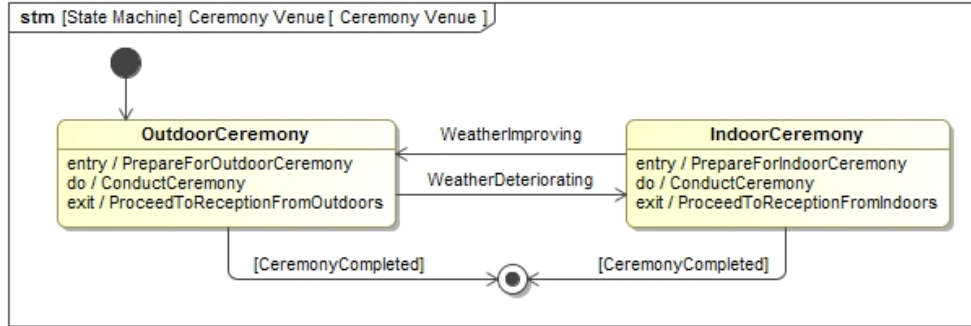 stm [State Machine] Ceremony Venue [ Ceremony Venue ]
OutdoorCeremony
entry / PrepareForOutdoorCeremony
do / ConductCeremony
exit / ProceedToReceptionFromOutdoors
WeatherImproving
WeatherDeteriorating
IndoorCeremony
entry / PrepareForIndoorCeremony
do / ConductCeremony
exit / ProceedToReceptionFromIndoors
[CeremonyCompleted]
[CeremonyCompleted]